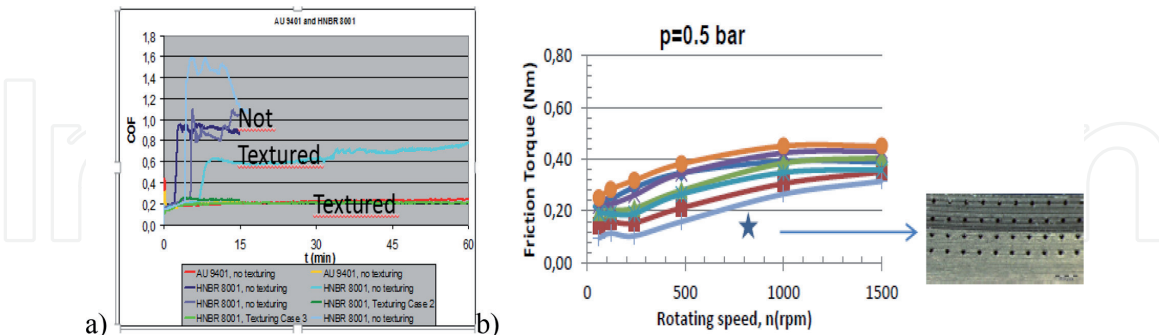 AU 9401 and HNBR 8001
COF
1,8
1,6
1,4
1,2
1,0
0,8
0,6
0,4
0,2
0,0
Not
Textured
Textured
0 15 30 45 60
t (min)
AU 9401, no texturing AU 9401, no texturing
HNBR 8001, no texturing HNBR 8001, no texturing
HNBR 8001, no texturing HNBR 8001, Texturing Case 2
HNBR 8001, Texturing Case 3 HNBR 8001, no texturing
a)
b)
p=0.5 bar
Friction Torque (Nm)
0,80
0,60
0,40
0,20
0,00
0 500 1000 1500
Rotating speed, n(rpm)